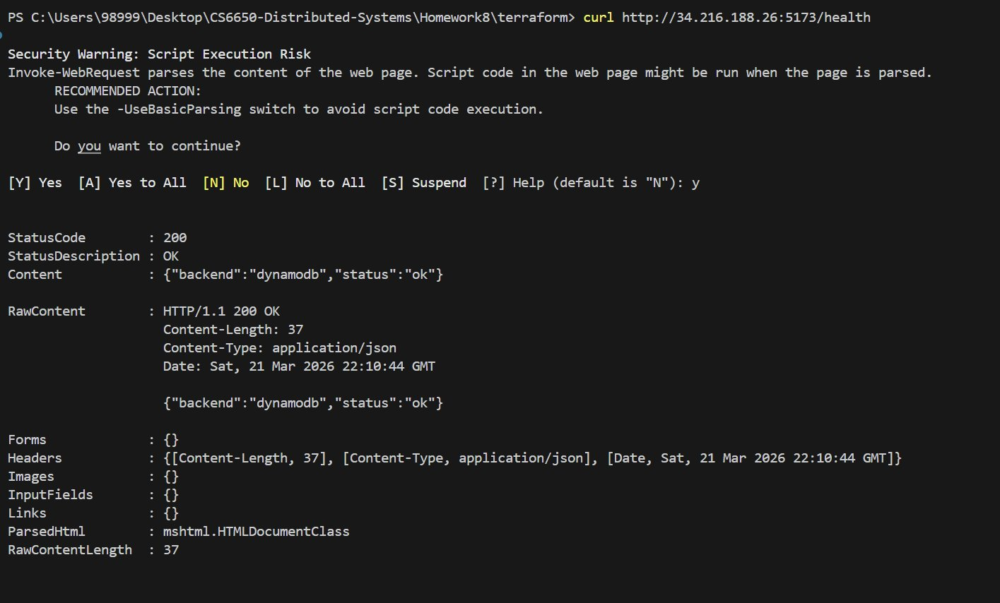 PS C:\Users\98999\Desktop\CS6650-Distributed-Systems\Homework8\terraform> curl http://34.216.188.26:5173/health
Security Warning: Script Execution Risk
Invoke-WebRequest parses the content of the web page. Script code in the web page might be run when the page is parsed.
RECOMMENDED ACTION:
Use the -UseBasicParsing switch to avoid script code execution.
Do you want to continue?
[Y] Yes  [A] Yes to All  [N] No  [L] No to All  [S] Suspend  [?] Help (default is "N"): y
StatusCode        : 200
StatusDescription : OK
Content           : {"backend":"dynamodb","status":"ok"}
RawContent        : HTTP/1.1 200 OK
Content-Length: 37
Content-Type: application/json
Date: Sat, 21 Mar 2026 22:10:44 GMT
{"backend":"dynamodb","status":"ok"}
Forms             : {}
Headers           : {[Content-Length, 37], [Content-Type, application/json], [Date, Sat, 21 Mar 2026 22:10:44 GMT]}
Images            : {}
InputFields       : {}
Links             : {}
ParsedHtml        : mshtml.HTMLDocumentClass
RawContentLength  : 37